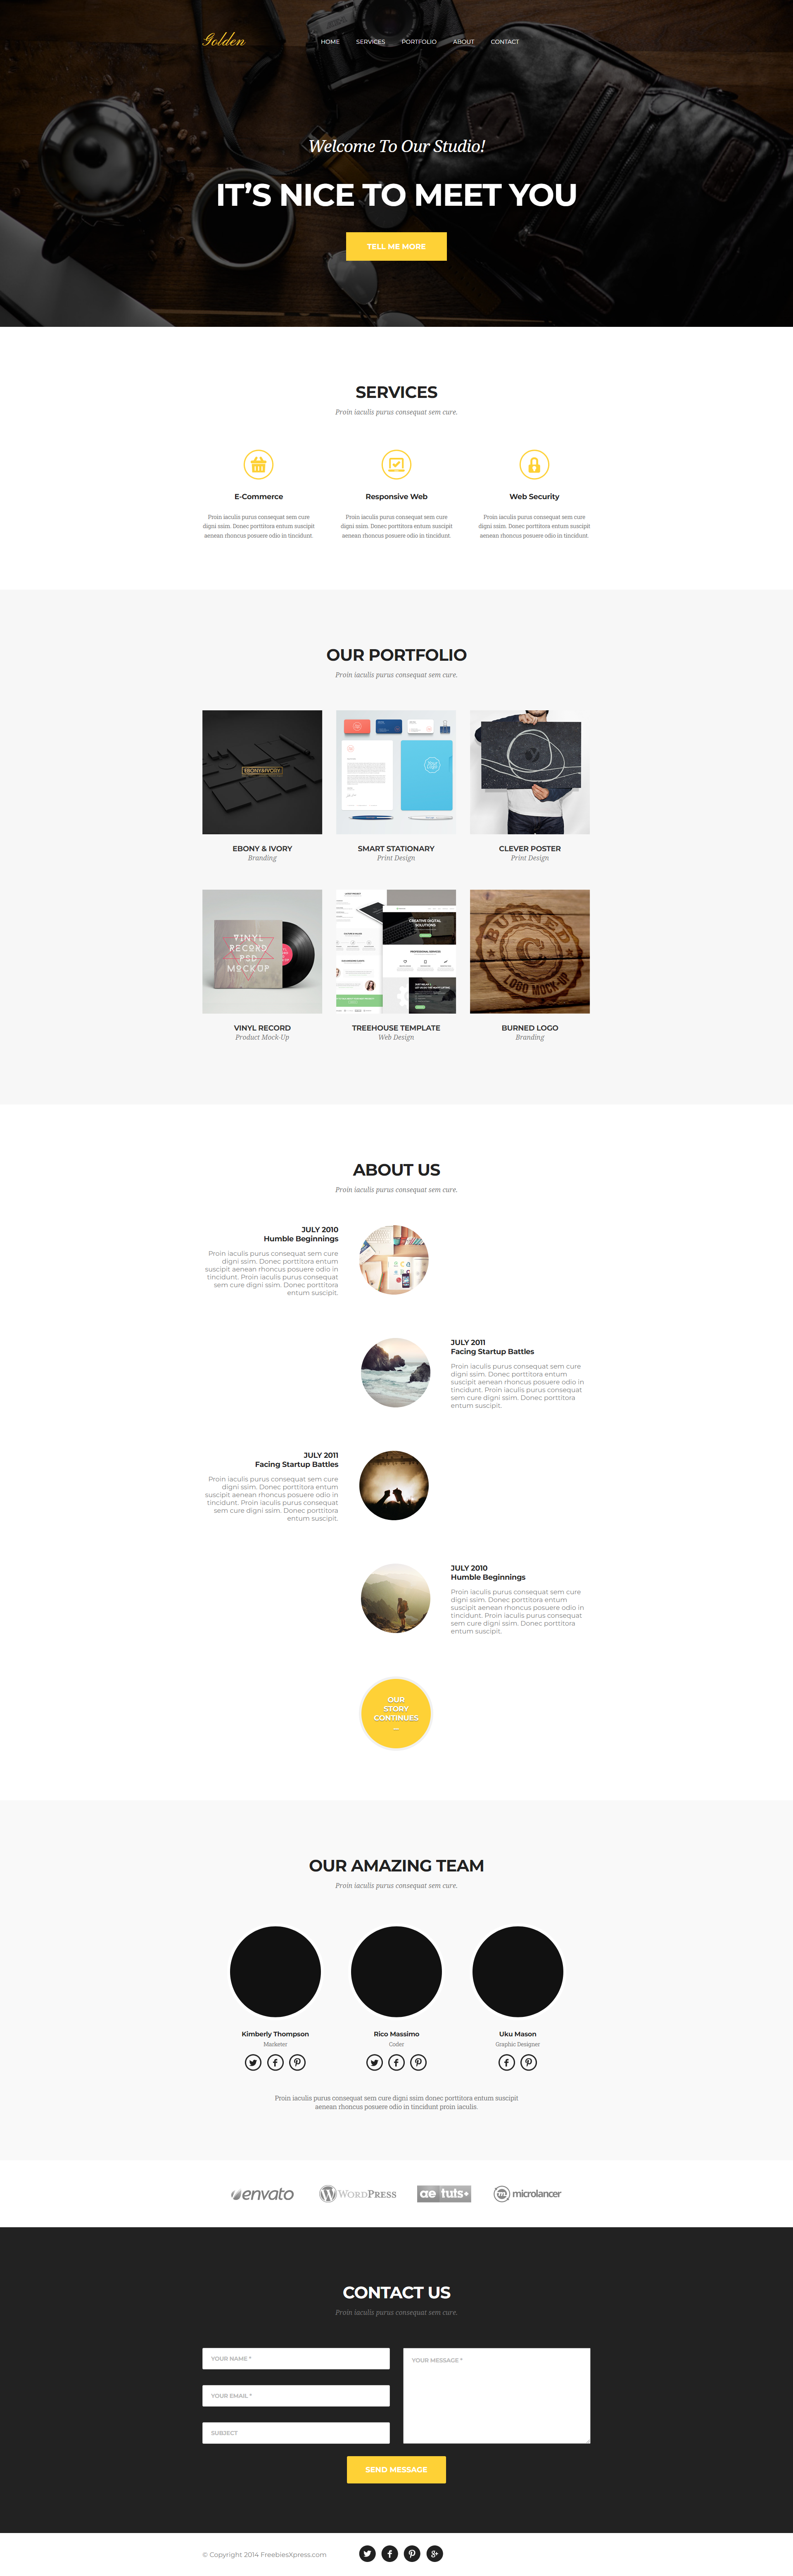 Golden
HOME SERVICES PORTFOLIO ABOUT CONTACT
Welcome To Our Studio!
IT'S NICE TO MEET YOU
TELL ME MORE
SERVICES
Proin iaculis purus consequat sem cure.
E-Commerce
Proin iaculis purus consequat sem cure
digni ssim. Donec porttitora entum suscipit
aenean rhoncus posuere odio in tincidunt.
Responsive Web
Proin iaculis purus consequat sem cure
digni ssim. Donec porttitora entum suscipit
aenean rhoncus posuere odio in tincidunt.
Web Security
Proin iaculis purus consequat sem cure
digni ssim. Donec porttitora entum suscipit
aenean rhoncus posuere odio in tincidunt.
OUR PORTFOLIO
Proin iaculis purus consequat sem cure.
EBONY&IVORY
EBONY & IVORY
Branding
SMART STATIONARY
Print Design
CLEVER POSTER
Print Design
VINYL
RECORD
PSD
MOCKUP
VINYL RECORD
Product Mock-Up
CREATIVE DIGITAL
SOLUTIONS
PROFESSIONAL SERVICES
TREEHOUSE TEMPLATE
Web Design
BURNED
LOGO MOCK-UP
BURNED LOGO
Branding
ABOUT US
Proin iaculis purus consequat sem cure.
JULY 2010
Humble Beginnings
Proin iaculis purus consequat sem cure
digni ssim. Donec porttitora entum
suscipit aenean rhoncus posuere odio in
tincidunt. Proin iaculis purus consequat
sem cure digni ssim. Donec porttitora
entum suscipit.
JULY 2011
Facing Startup Battles
Proin iaculis purus consequat sem cure
digni ssim. Donec porttitora entum
suscipit aenean rhoncus posuere odio in
tincidunt. Proin iaculis purus consequat
sem cure digni ssim. Donec porttitora
entum suscipit.
JULY 2011
Facing Startup Battles
Proin iaculis purus consequat sem cure
digni ssim. Donec porttitora entum
suscipit aenean rhoncus posuere odio in
tincidunt. Proin iaculis purus consequat
sem cure digni ssim. Donec porttitora
entum suscipit.
JULY 2010
Humble Beginnings
Proin iaculis purus consequat sem cure
digni ssim. Donec porttitora entum
suscipit aenean rhoncus posuere odio in
tincidunt. Proin iaculis purus consequat
sem cure digni ssim. Donec porttitora
entum suscipit.
OUR
STORY
CONTINUES
...
OUR AMAZING TEAM
Proin iaculis purus consequat sem cure.
Kimberly Thompson
Marketer
Rico Massimo
Coder
Uku Mason
Graphic Designer
Proin iaculis purus consequat sem cure digni ssim donec porttitora entum suscipit
aenean rhoncus posuere odio in tincidunt proin iaculis.
envato WORDPRESS ae tuts+ microlancer
CONTACT US
Proin iaculis purus consequat sem cure.
YOUR NAME *
YOUR EMAIL *
SUBJECT
YOUR MESSAGE *
SEND MESSAGE
© Copyright 2014 FreebiesXpress.com